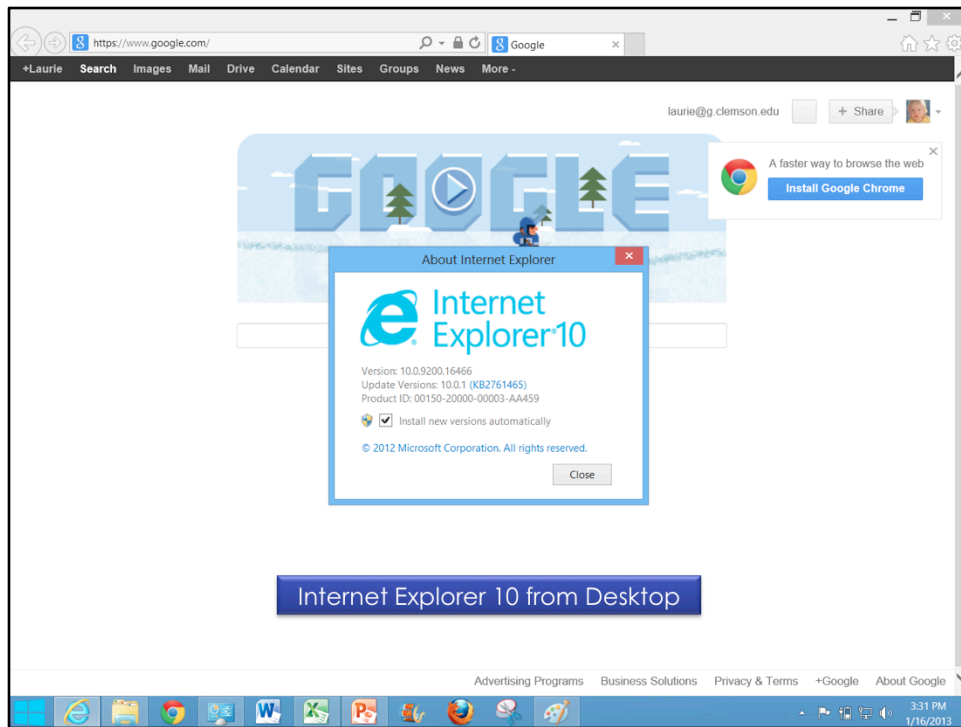 https://www.google.com/
Google
+Laurie Search Images Mail Drive Calendar Sites Groups News More -
laurie@g.clemson.edu
+ Share
A faster way to browse the web
Install Google Chrome
GOOGLE
About Internet Explorer
Internet
Explorer 10
Version: 10.0.9200.16466
Update Versions: 10.0.1 (KB2761465)
Product ID: 00150-20000-00003-AA459
Install new versions automatically
© 2012 Microsoft Corporation. All rights reserved.
Close
Internet Explorer 10 from Desktop
Advertising Programs Business Solutions Privacy & Terms +Google About Google
3:31 PM
1/16/2013